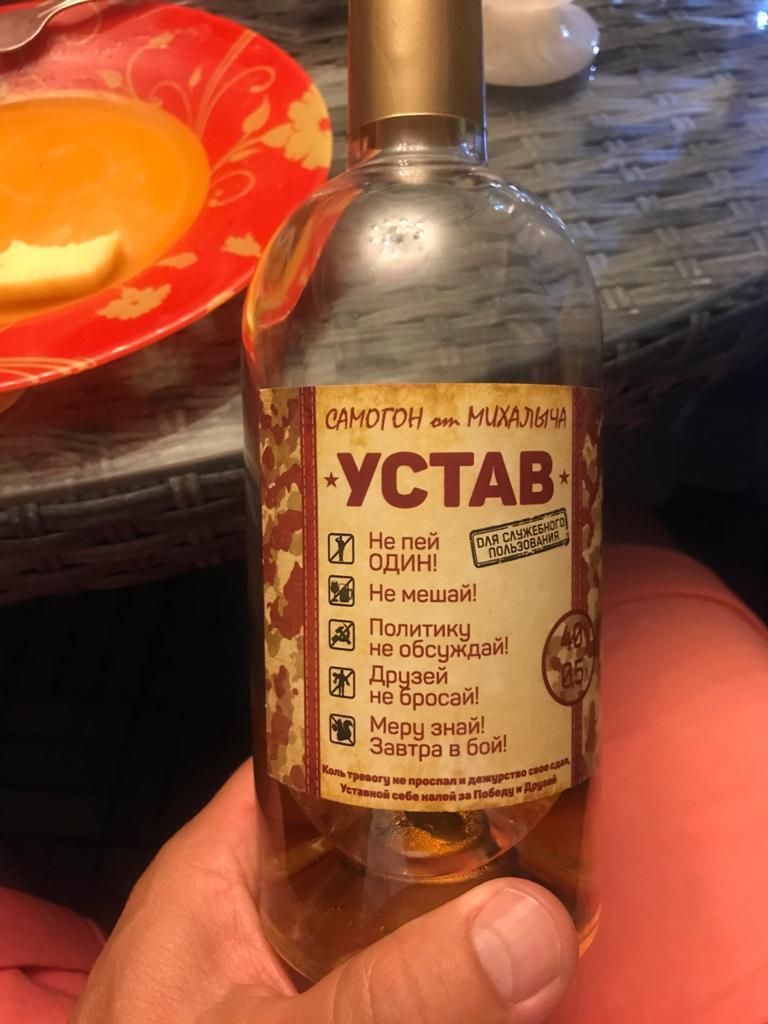 САМОГОН от МИХАЛЫЧА
УСТАВ
ДЛЯ СЛУЖЕБНОГО
ПОЛЬЗОВАНИЯ
Не пей
ОДИН!
Не мешай!
Политику
не обсуждай!
Друзей
не бросай!
Меру знай!
Завтра в бой!
40
0,5л
Коль тревогу не проспал и дежурство свое сдал,
Уставной себе налей за Победу и Друзей